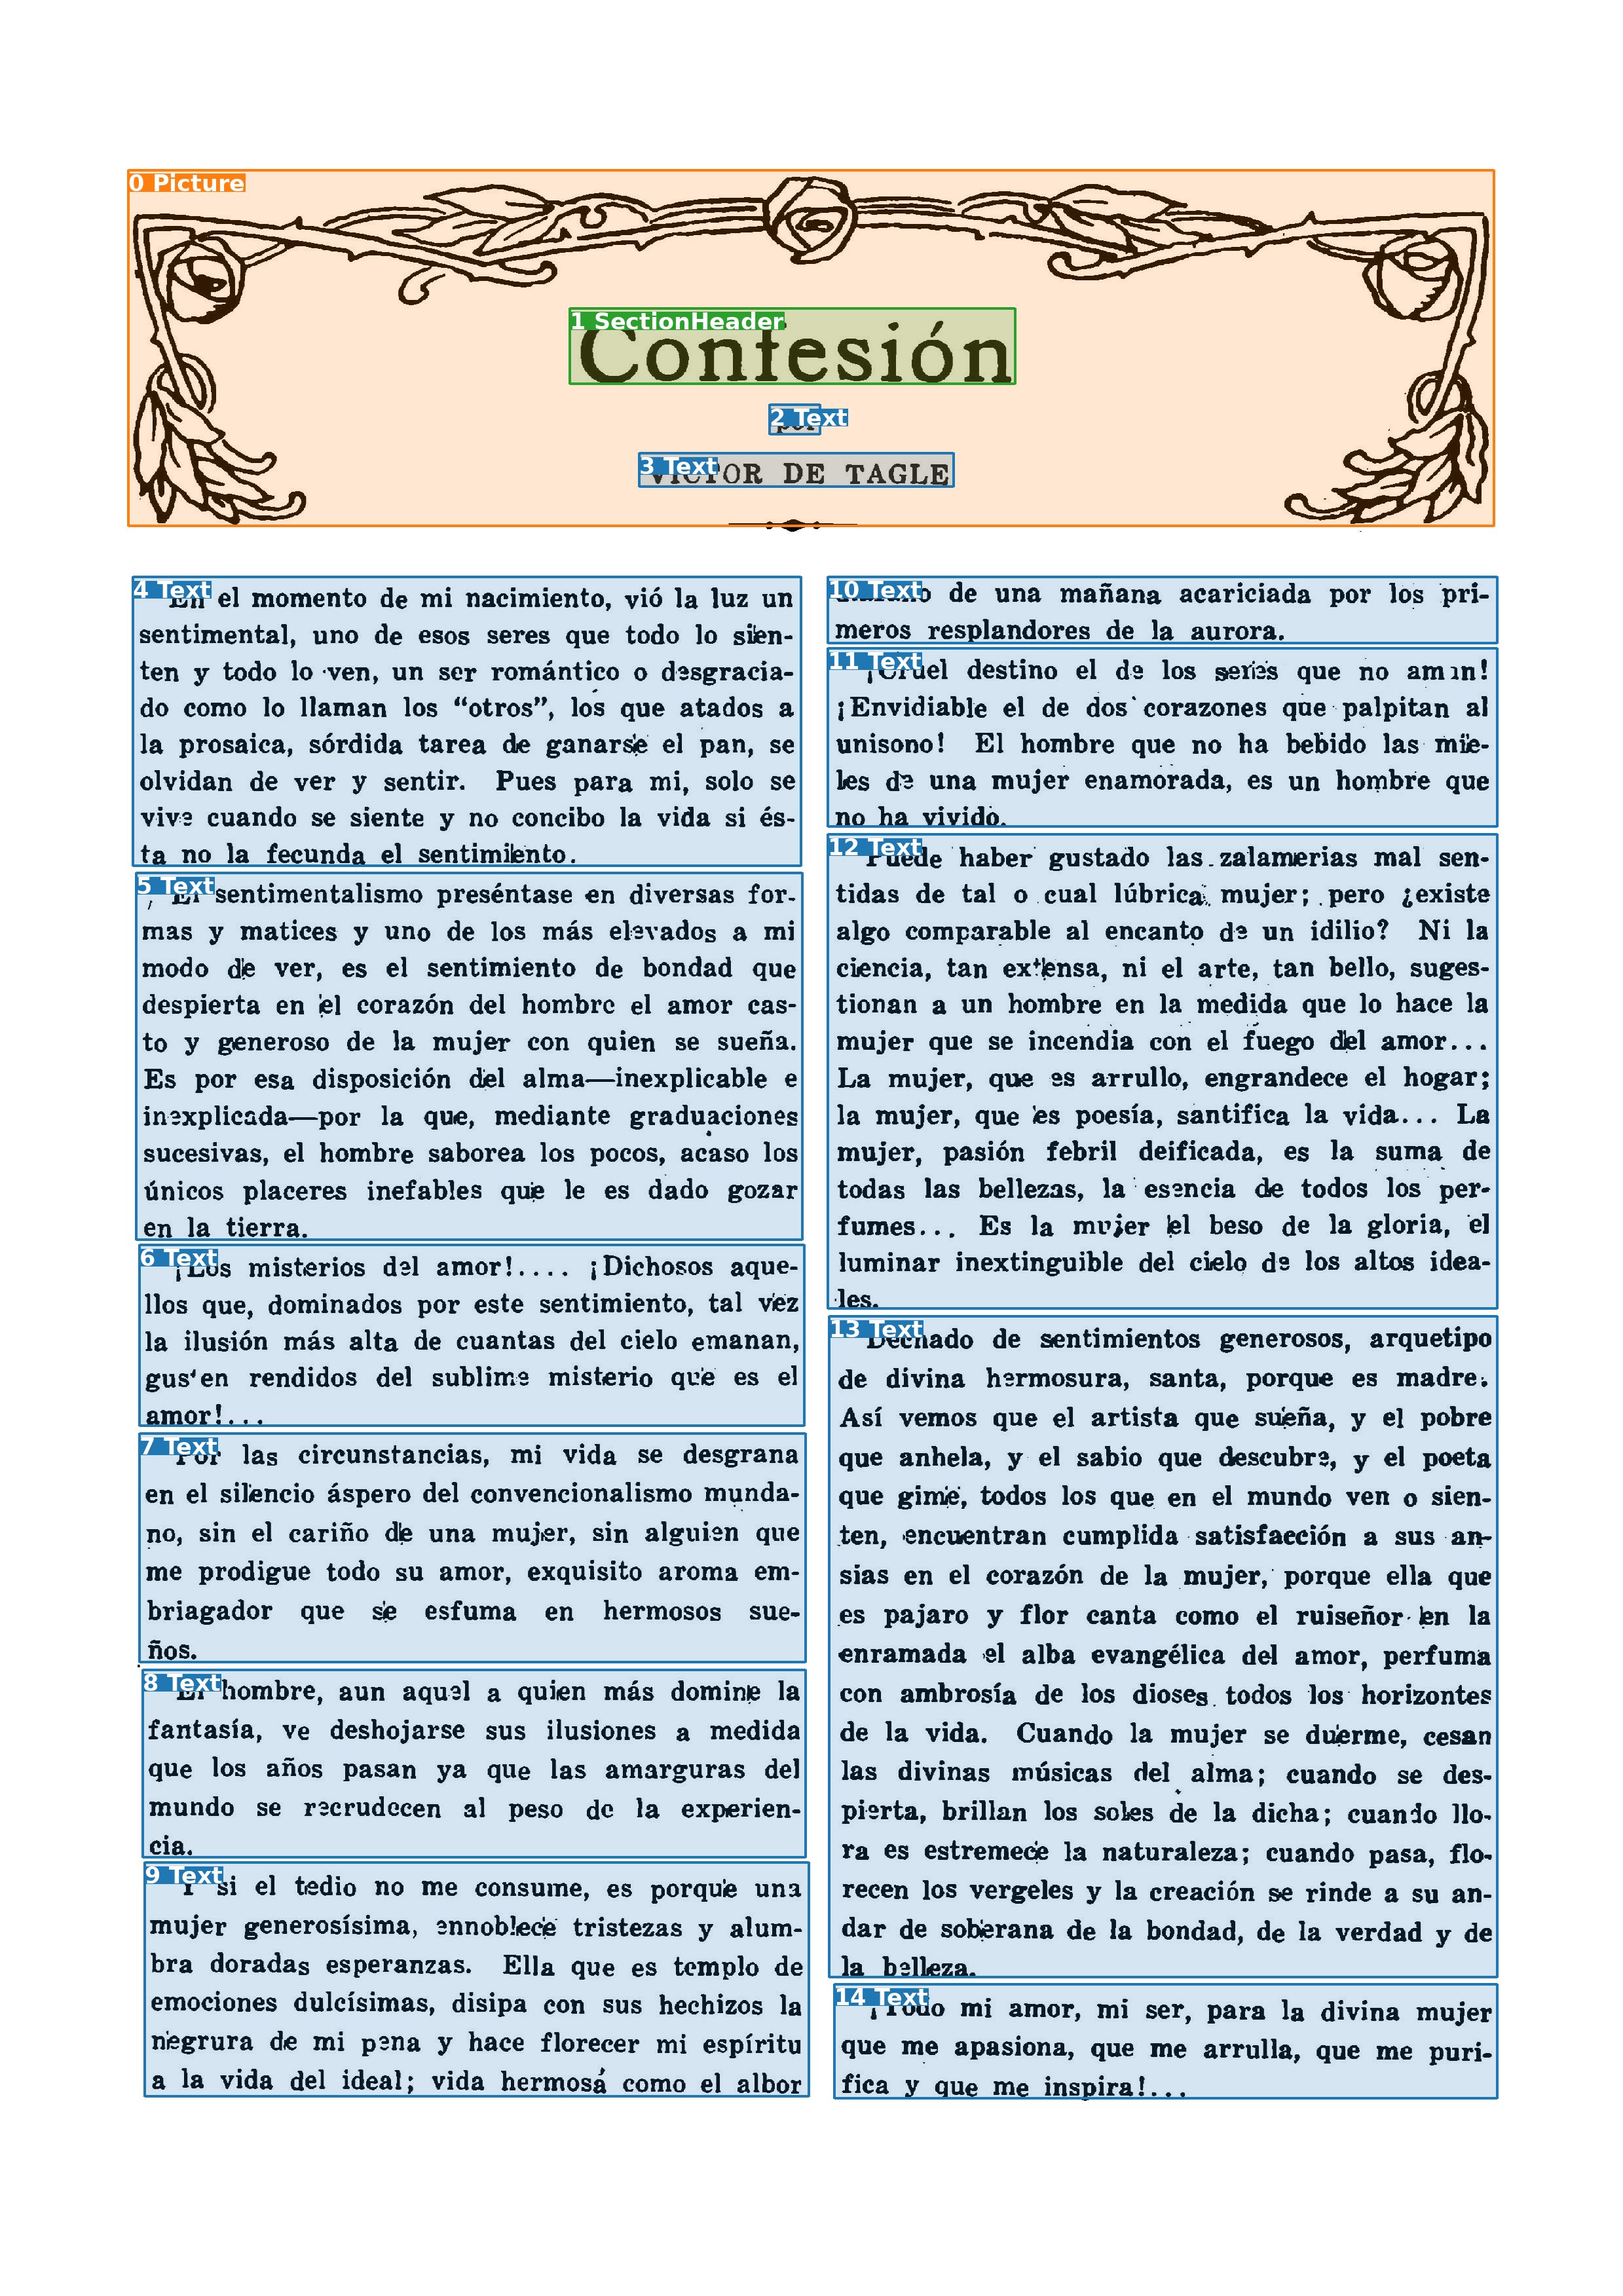 0 Picture
1 SectionHeader
Confesión
2 Text
por
3 Text
VICTOR DE TAGLE
4 Text
En el momento de mi nacimiento, vió la luz un
sentimental, uno de esos seres que todo lo sien-
ten y todo lo ven, un ser romántico o desgracia-
do como lo llaman los “otros”, los que atados a
la prosaica, sórdida tarea de ganarse el pan, se
olvidan de ver y sentir. Pues para mi, solo se
vive cuando se siente y no concibo la vida si és-
ta no la fecunda el sentimiento.
5 Text
El sentimentalismo preséntase en diversas for-
mas y matices y uno de los más elevados a mi
modo de ver, es el sentimiento de bondad que
despierta en el corazón del hombre el amor cas-
to y generoso de la mujer con quien se sueña.
Es por esa disposición del alma—inexplicable e
inexplicada—por la que, mediante graduaciones
sucesivas, el hombre saborea los pocos, acaso los
únicos placeres inefables que le es dado gozar
en la tierra.
6 Text
¡Los misterios del amor!.... ¡Dichosos aque-
llos que, dominados por este sentimiento, tal vez
la ilusión más alta de cuantas del cielo emanan,
gusten rendidos del sublime misterio que es el
amor!...
7 Text
Por las circunstancias, mi vida se desgrana
en el silencio áspero del convencionalismo munda-
no, sin el cariño de una mujer, sin alguien que
me prodigue todo su amor, exquisito aroma em-
briagador que se esfuma en hermosos sue-
ños.
8 Text
El hombre, aun aquel a quien más domine la
fantasía, ve deshojarse sus ilusiones a medida
que los años pasan ya que las amarguras del
mundo se recrudecen al peso de la experien-
cia.
9 Text
Y si el tedio no me consume, es porque una
mujer generosísima, ennoblece tristezas y alum-
bra doradas esperanzas. Ella que es templo de
emociones dulcísimas, disipa con sus hechizos la
negrura de mi pena y hace florecer mi espíritu
a la vida del ideal; vida hermosa como el albor
10 Text
de una mañana acariciada por los pri-
meros resplandores de la aurora.
11 Text
¡Cruel destino el de los seres que no aman!
¡Envidiable el de dos corazones que palpitan al
unisono! El hombre que no ha bebido las mie-
les de una mujer enamorada, es un hombre que
no ha vivido.
12 Text
Puede haber gustado las zalamerias mal sen-
tidas de tal o cual lúbrica mujer; pero ¿existe
algo comparable al encanto de un idilio? Ni la
ciencia, tan extensa, ni el arte, tan bello, suges-
tionan a un hombre en la medida que lo hace la
mujer que se incendia con el fuego del amor...
La mujer, que es arrullo, engrandece el hogar;
la mujer, que es poesía, santifica la vida... La
mujer, pasión febril deificada, es la suma de
todas las bellezas, la esencia de todos los per-
fumes... Es la mujer el beso de la gloria, el
luminar inextinguible del cielo de los altos idea-
les.
13 Text
Dechado de sentimientos generosos, arquetipo
de divina hermosura, santa, porque es madre.
Así vemos que el artista que sueña, y el pobre
que anhela, y el sabio que descubre, y el poeta
que gime, todos los que en el mundo ven o sien-
ten, encuentran cumplida satisfacción a sus an-
sias en el corazón de la mujer, porque ella que
es pajaro y flor canta como el ruiseñor en la
enramada el alba evangélica del amor, perfuma
con ambrosía de los dioses todos los horizontes
de la vida. Cuando la mujer se duerme, cesan
las divinas músicas del alma; cuando se des-
pierta, brillan los soles de la dicha; cuando llo-
ra es estremece la naturaleza; cuando pasa, flo-
recen los vergeles y la creación se rinde a su an-
dar de soberana de la bondad, de la verdad y de
la belleza.
14 Text
¡Todo mi amor, mi ser, para la divina mujer
que me apasiona, que me arrulla, que me puri-
fica y que me inspira!...